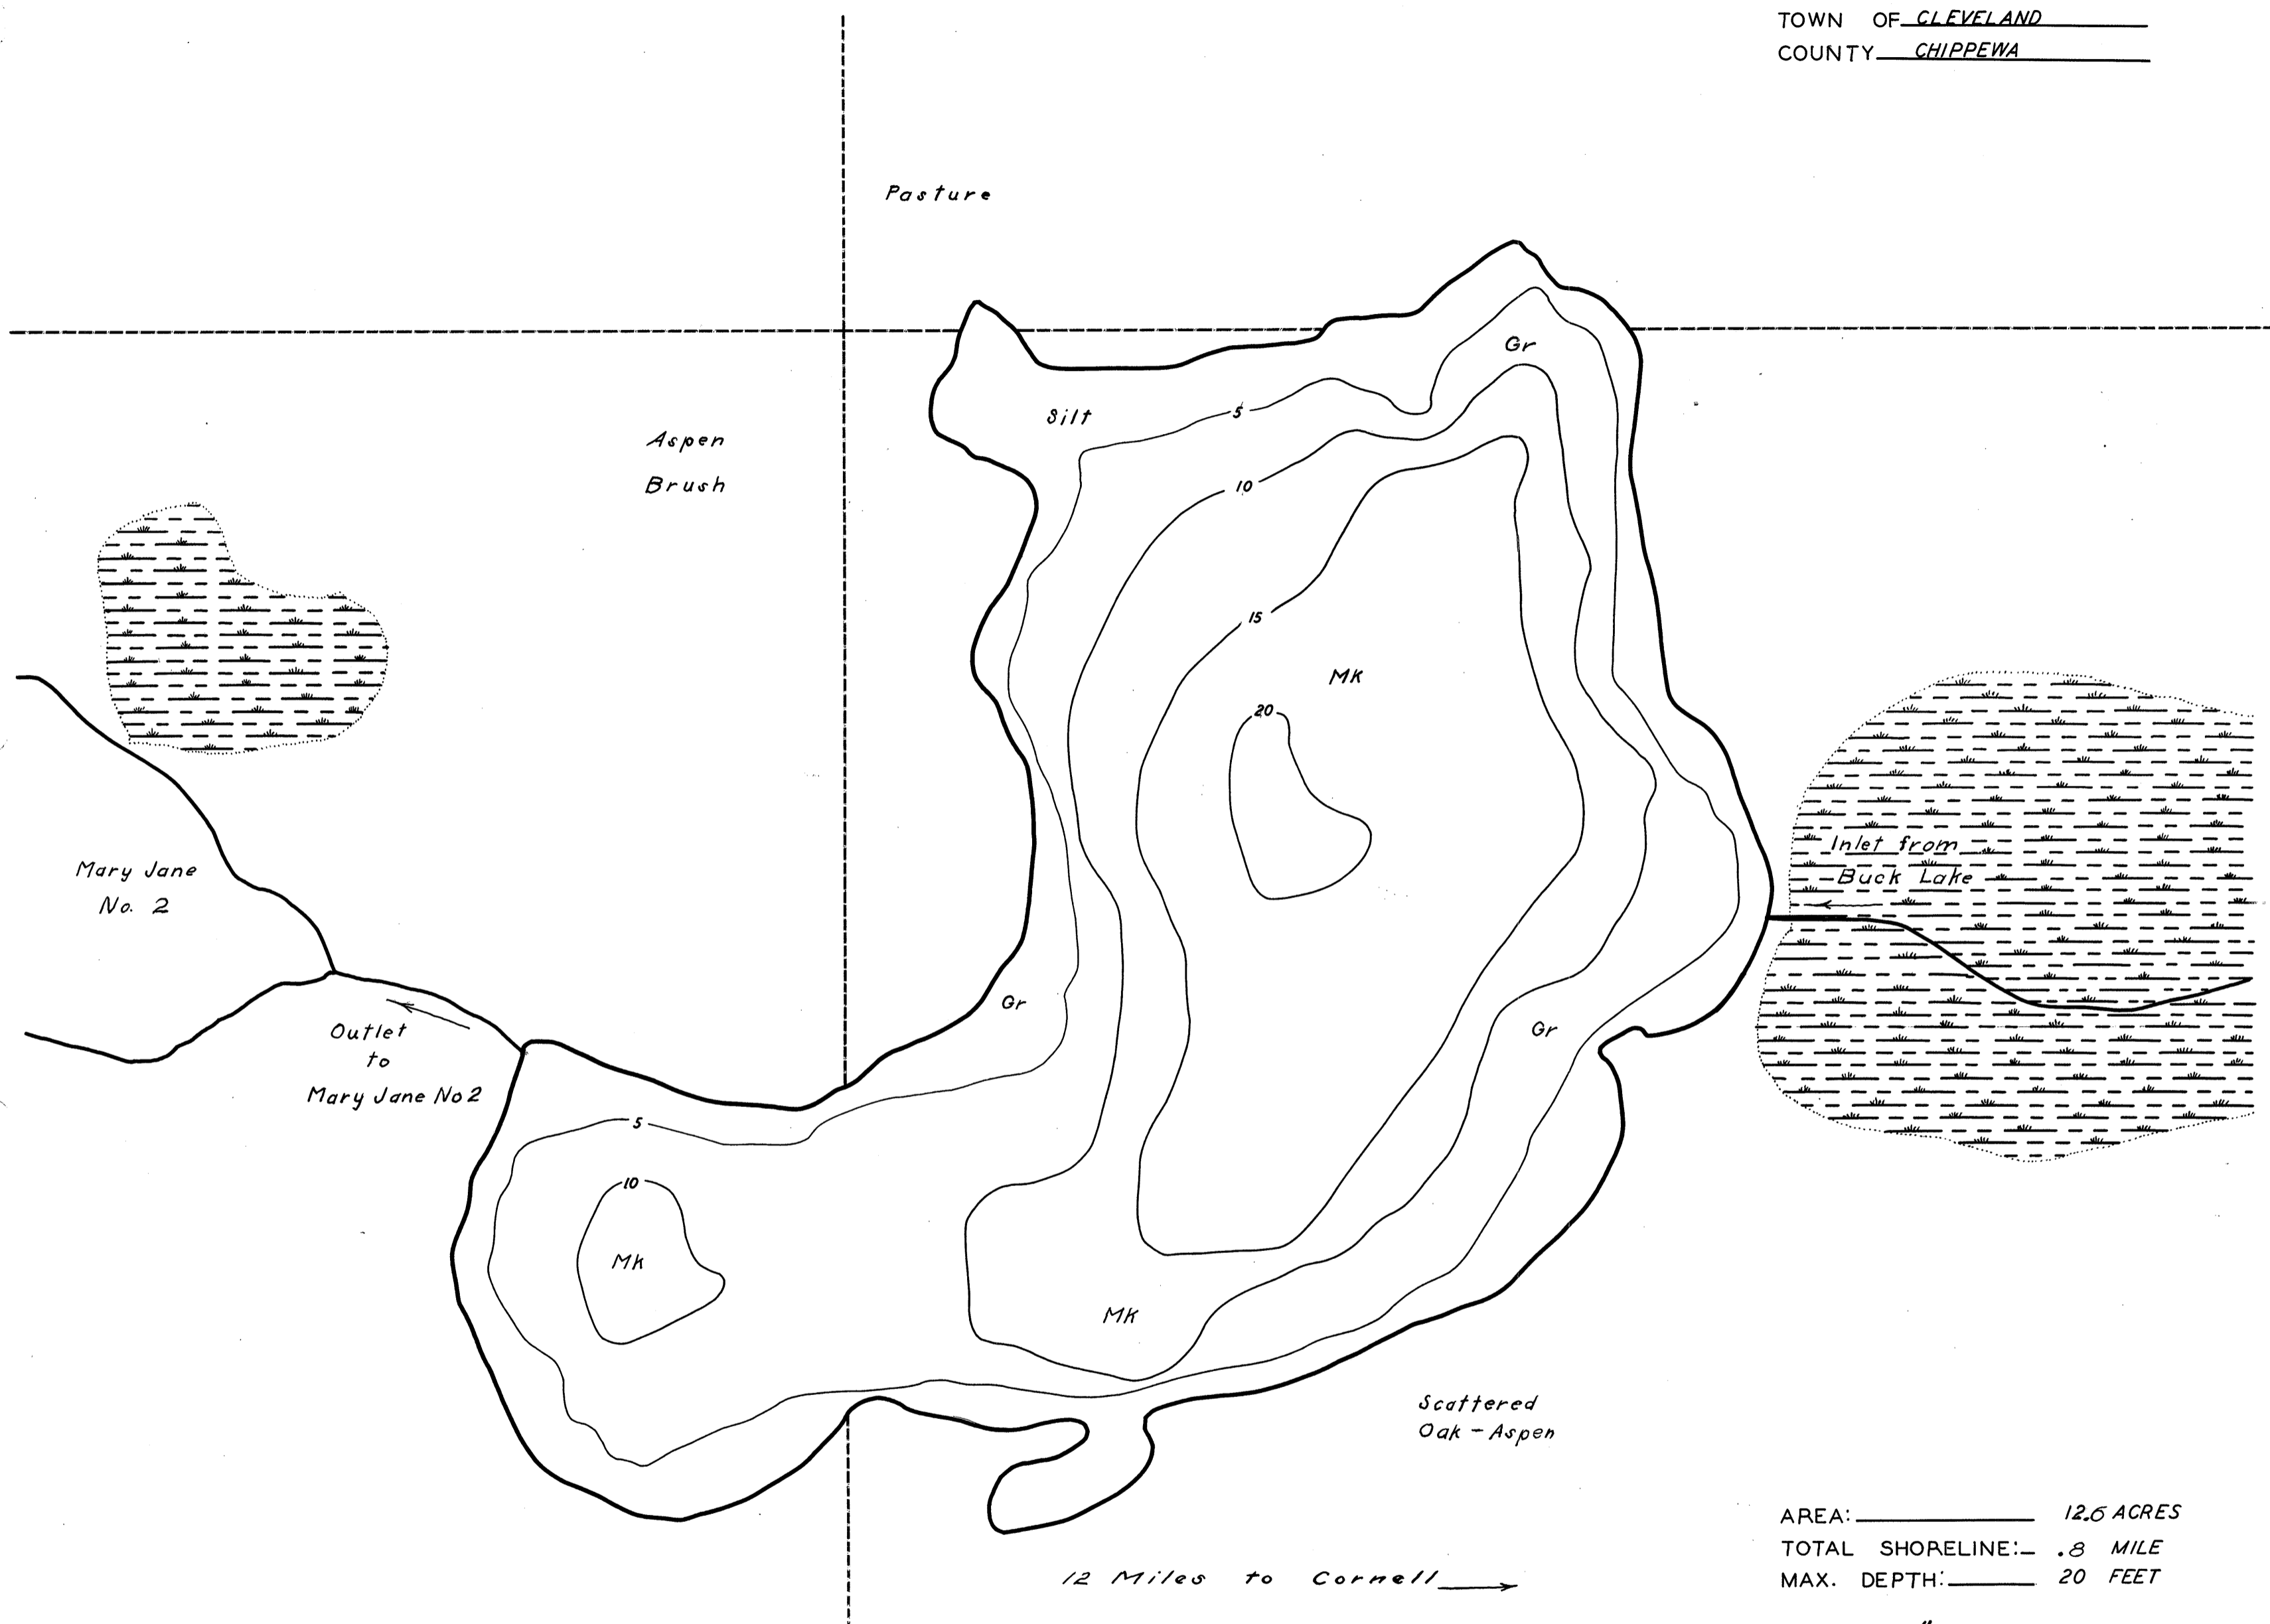 TOWN OF CLEVELAND
COUNTY CHIPPEWA
Pasture
Gr
Silt
5
Aspen
Brush
10
15
Mk
20
Inlet from
Buck Lake
Mary Jane
No. 2
Gr
Gr
Outlet
to
Mary Jane No 2
5
10
Mk
Mk
Scattered
Oak - Aspen
AREA: 12.6 ACRES
TOTAL SHORELINE: .8 MILE
MAX. DEPTH: 20 FEET
12 Miles to Cornell